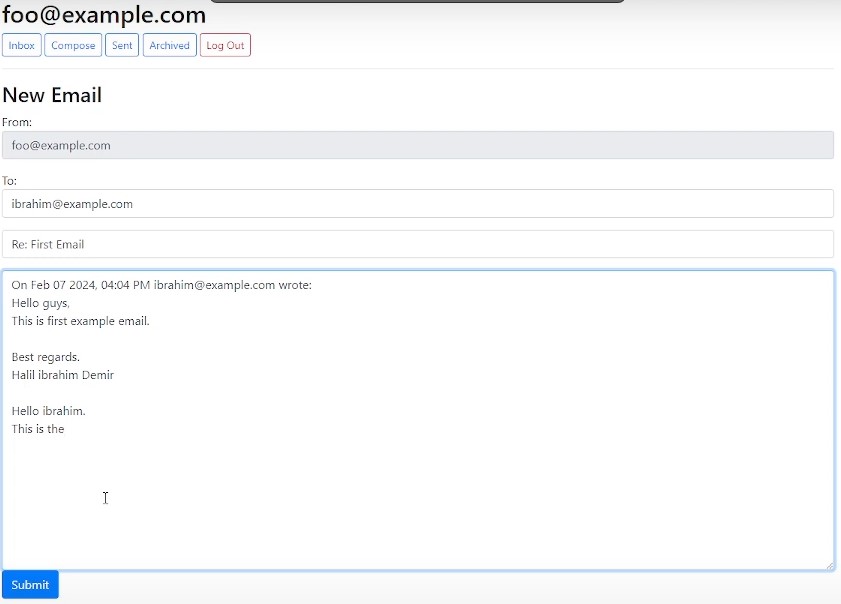 foo@example.com
Inbox Compose Sent Archived Log Out
New Email
From:
foo@example.com
To:
ibrahim@example.com
Re: First Email
On Feb 07 2024, 04:04 PM ibrahim@example.com wrote:
Hello guys,
This is first example email.
Best regards.
Halil ibrahim Demir
Hello ibrahim.
This is the
Submit